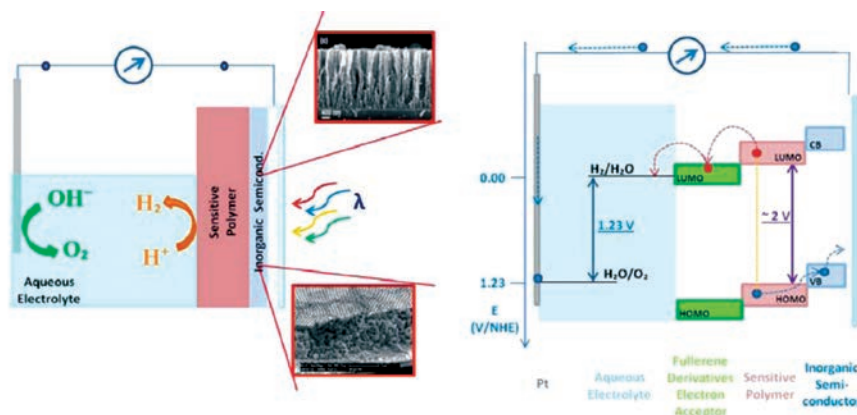 OH⁻
O₂
H₂
H⁺
Aqueous
Electrolyte
Sensitive
Polymer
Inorganic Semicond.
λ
0.00
1.23
E
(V/NHE)
H₂/H₂O
1.23 V
H₂O/O₂
LUMO
LUMO
CB
~ 2 V
HOMO
HOMO
VB
Pt
Aqueous
Electrolyte
Fullerene
Derivatives
Electron
Acceptor
Sensitive
Polymer
Inorganic
Semi-
conductor